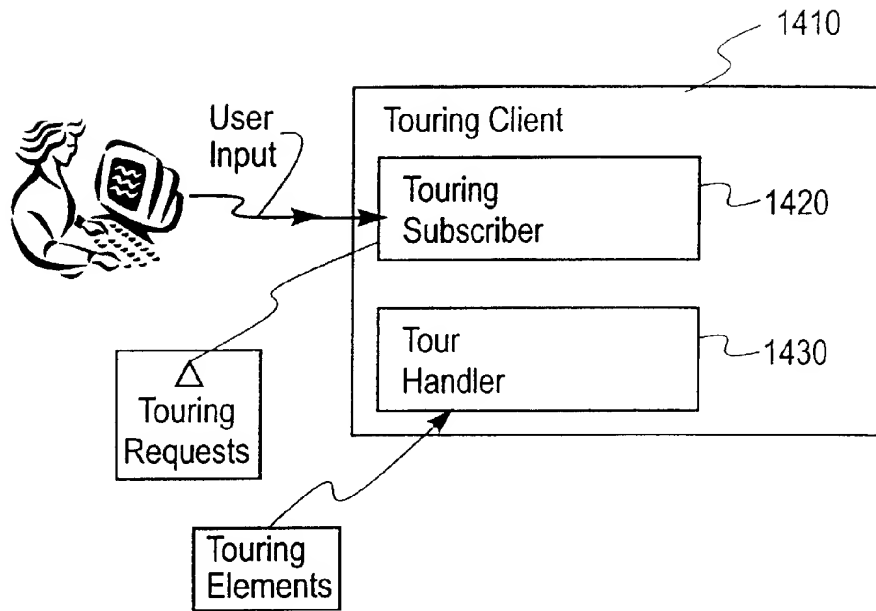 1410
User
Input
Touring Client
Touring
Subscriber
1420
Tour
Handler
1430
Touring
Requests
Touring
Elements